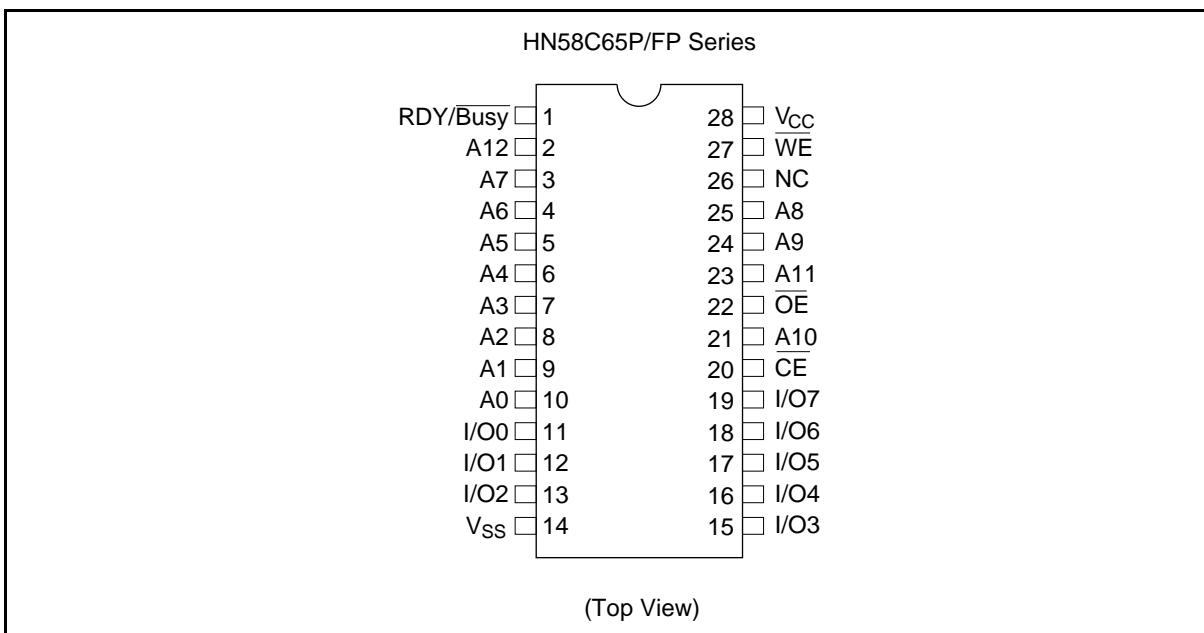 HN58C65P/FP Series
RDY/Busy 1 28 VCC
A12 2 27 WE
A7 3 26 NC
A6 4 25 A8
A5 5 24 A9
A4 6 23 A11
A3 7 22 OE
A2 8 21 A10
A1 9 20 CE
A0 10 19 I/O7
I/O0 11 18 I/O6
I/O1 12 17 I/O5
I/O2 13 16 I/O4
VSS 14 15 I/O3
(Top View)